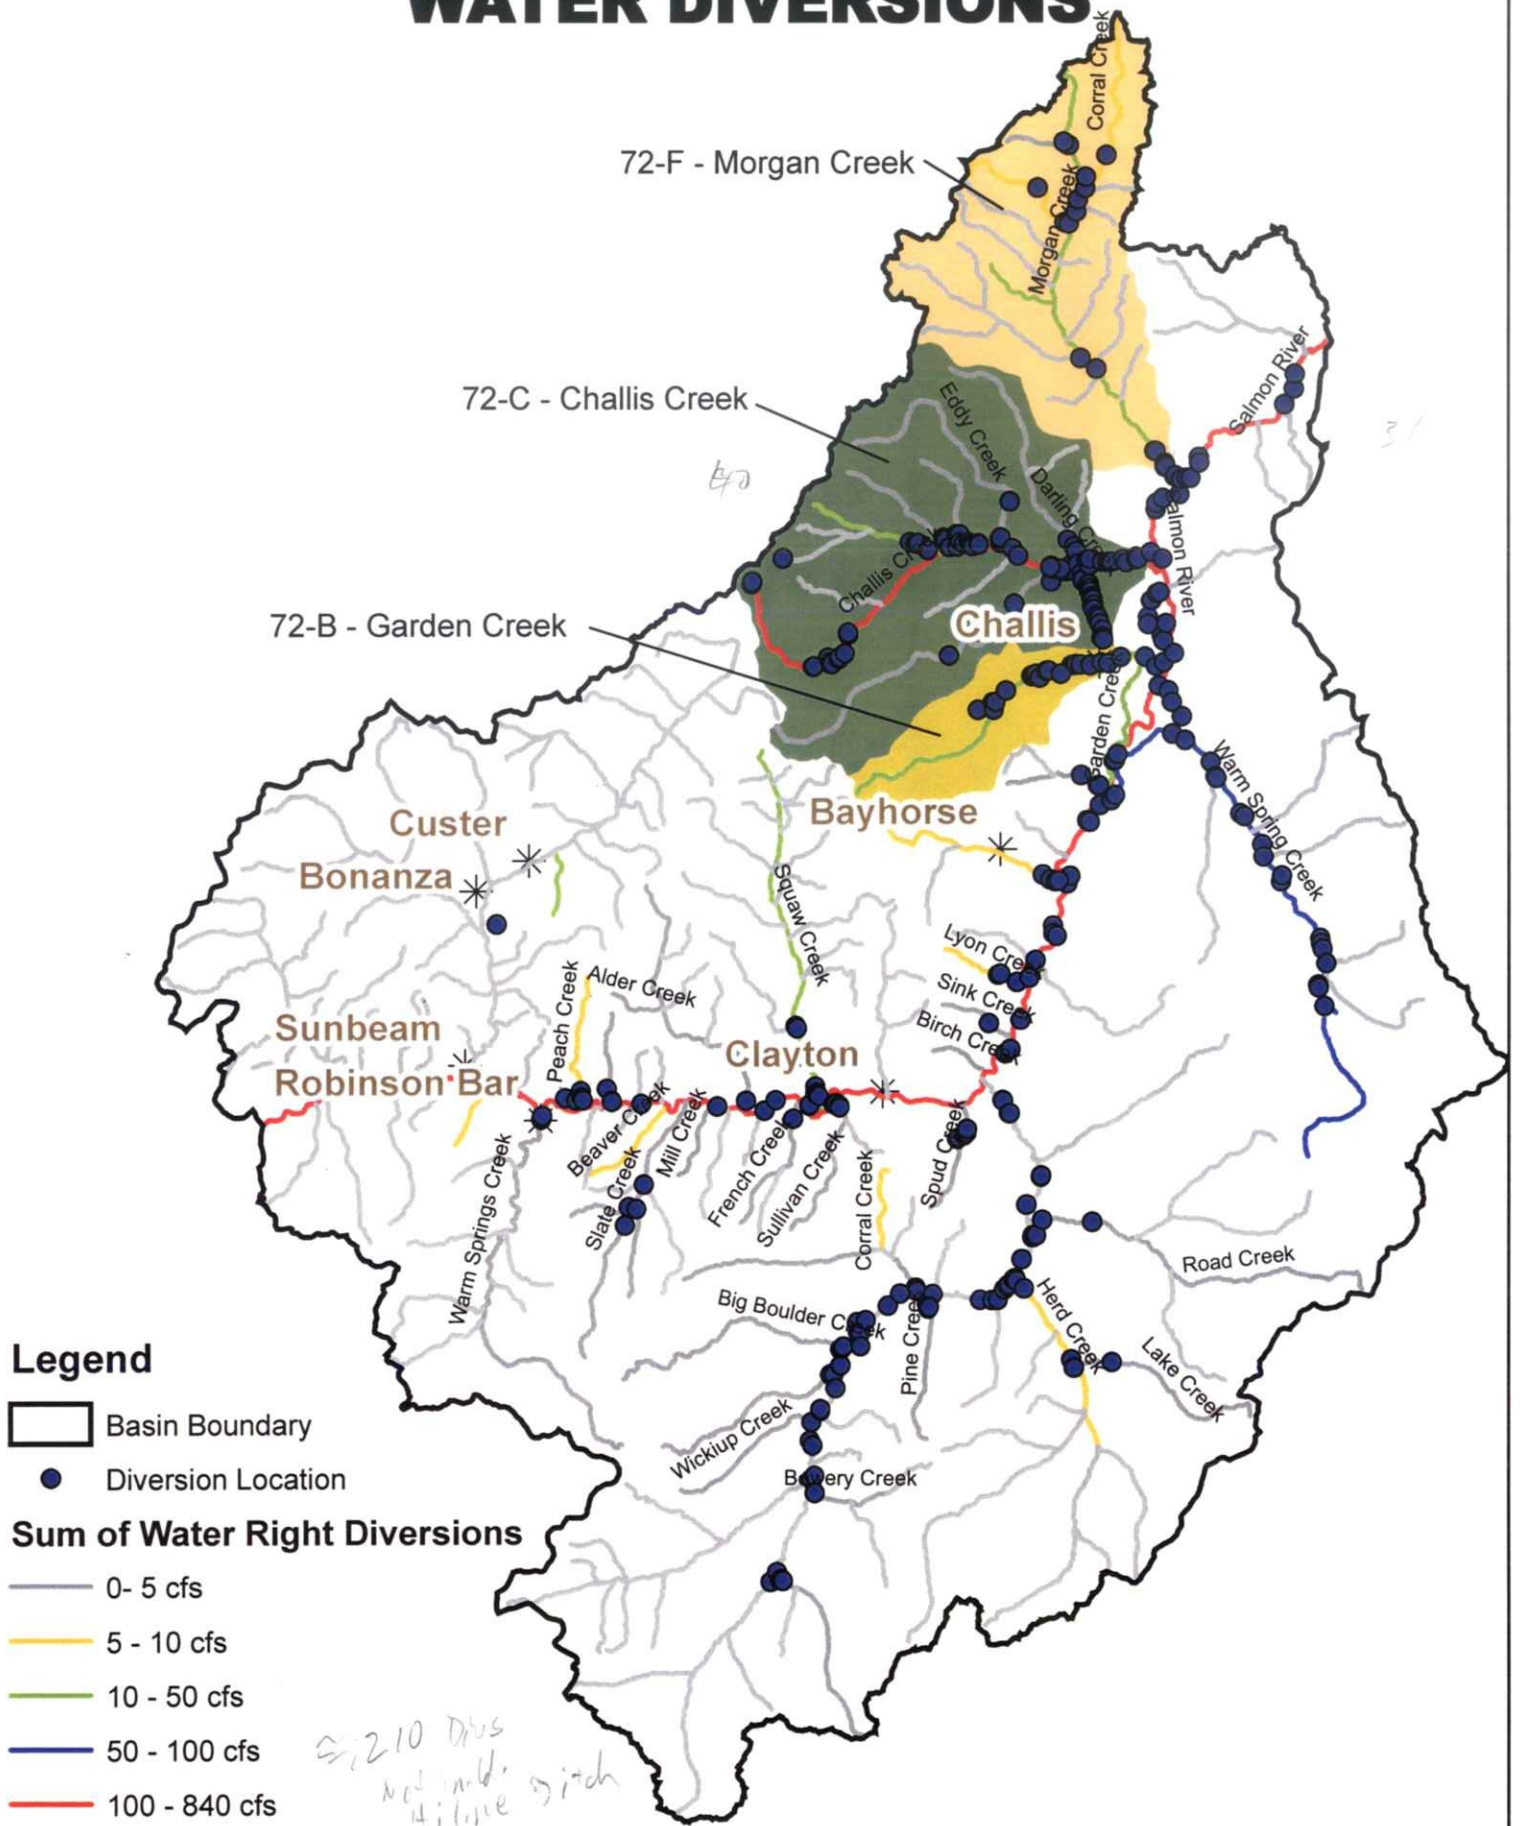 WATER DIVERSIONS
Corral Creek
72-F - Morgan Creek
Morgan Creek
Salmon River
72-C - Challis Creek
Eddy Creek
Darling Creek
Salmon River
Challis Creek
72-B - Garden Creek
Challis
Garden Creek
Warm Spring Creek
Custer
Bayhorse
Bonanza
Squaw Creek
Lyon Creek
Peach Creek
Alder Creek
Sink Creek
Sunbeam
Birch Creek
Clayton
Robinson Bar
Beaver Creek
Mill Creek
Spud Creek
Warm Springs Creek
Slate Creek
French Creek
Sullivan Creek
Corral Creek
Road Creek
Big Boulder Creek
Pine Creek
Herd Creek
Lake Creek
Wickiup Creek
Bowery Creek
Legend
Basin Boundary
Diversion Location
Sum of Water Right Diversions
0- 5 cfs
5 - 10 cfs
10 - 50 cfs
50 - 100 cfs
100 - 840 cfs
210 Divs
Not
Ditch